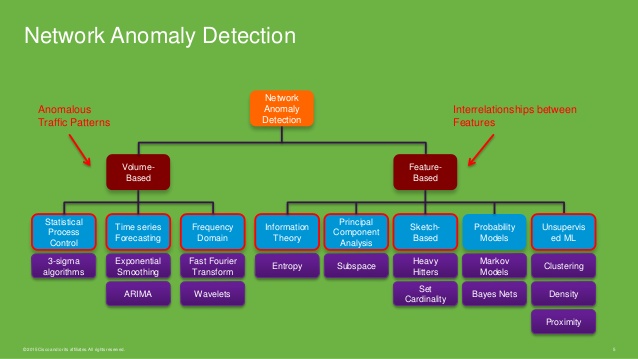 Network Anomaly Detection
Anomalous
Traffic Patterns
Network
Anomaly
Detection
Interrelationships between
Features
Volume-
Based
Feature-
Based
Statistical
Process
Control
Time series
Forecasting
Frequency
Domain
Information
Theory
Principal
Component
Analysis
Sketch-
Based
Probability
Models
Unsupervis
ed ML
3-sigma
algorithms
Exponential
Smoothing
Fast Fourier
Transform
Entropy
Subspace
Heavy
Hitters
Markov
Models
Clustering
ARIMA
Wavelets
Set
Cardinality
Bayes Nets
Density
Proximity
All rights reserved.